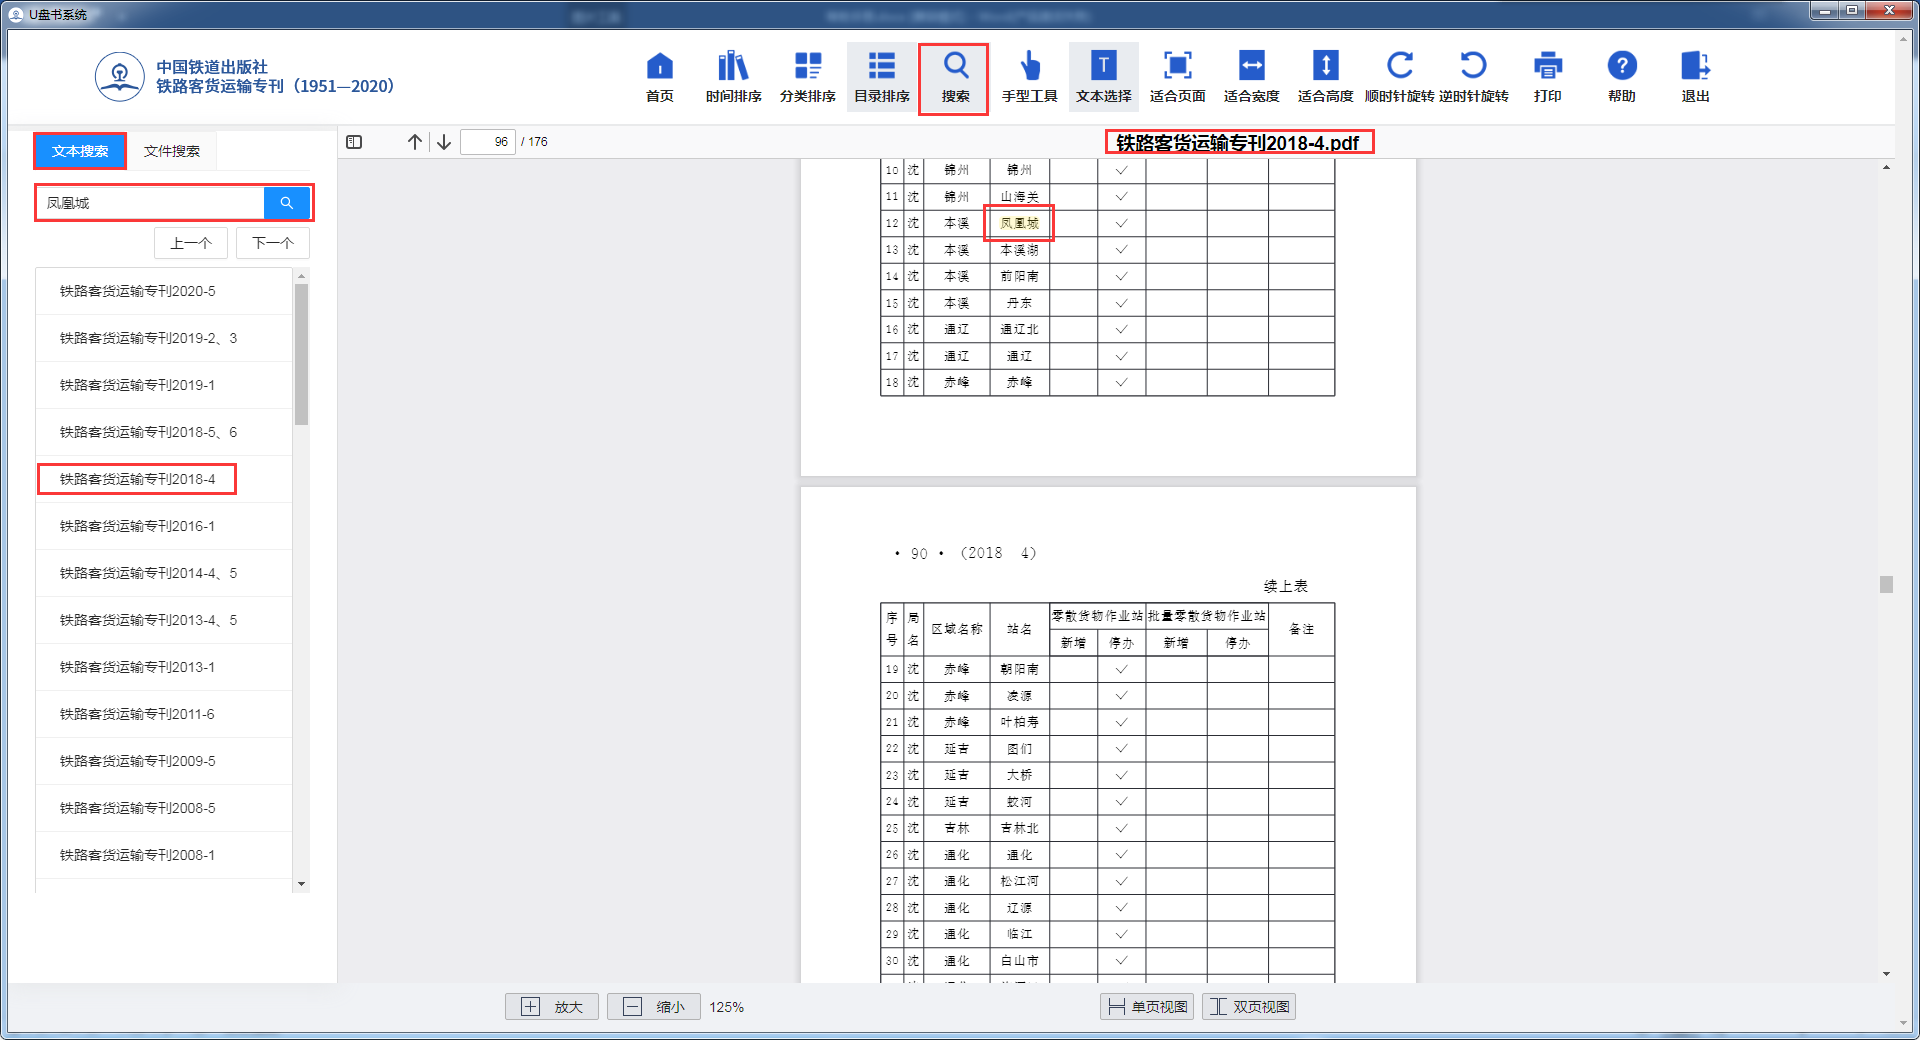 U盘书系统
中国铁道出版社
铁路客货运输专刊（1951—2020）
首页 时间排序 分类排序 目录排序 搜索 手型工具 文本选择 适合页面 适合宽度 适合高度 顺时针旋转 逆时针旋转 打印 帮助 退出
文本搜索 文件搜索
96 / 176
铁路客货运输专刊2018-4.pdf
凤凰城
上一个 下一个
铁路客货运输专刊2020-5
铁路客货运输专刊2019-2、3
铁路客货运输专刊2019-1
铁路客货运输专刊2018-5、6
铁路客货运输专刊2018-4
铁路客货运输专刊2016-1
铁路客货运输专刊2014-4、5
铁路客货运输专刊2013-4、5
铁路客货运输专刊2013-1
铁路客货运输专刊2011-6
铁路客货运输专刊2009-5
铁路客货运输专刊2008-5
铁路客货运输专刊2008-1
10 沈 锦州 锦州 ✓
11 沈 锦州 山海关 ✓
12 沈 本溪 凤凰城 ✓
13 沈 本溪 本溪湖 ✓
14 沈 本溪 前阳南 ✓
15 沈 本溪 丹东 ✓
16 沈 通辽 通辽北 ✓
17 沈 通辽 通辽 ✓
18 沈 赤峰 赤峰 ✓
• 90 • （2018 4）
续上表
序号 局名 区域名称 站名 零散货物作业站 批量零散货物作业站 备注
新增 停办 新增 停办
19 沈 赤峰 朝阳南 ✓
20 沈 赤峰 凌源 ✓
21 沈 赤峰 叶柏寿 ✓
22 沈 延吉 图们 ✓
23 沈 延吉 大桥 ✓
24 沈 延吉 蛟河 ✓
25 沈 吉林 吉林北 ✓
26 沈 通化 通化 ✓
27 沈 通化 松江河 ✓
28 沈 通化 辽源 ✓
29 沈 通化 临江 ✓
30 沈 通化 白山市 ✓
放大 缩小 125% 单页视图 双页视图